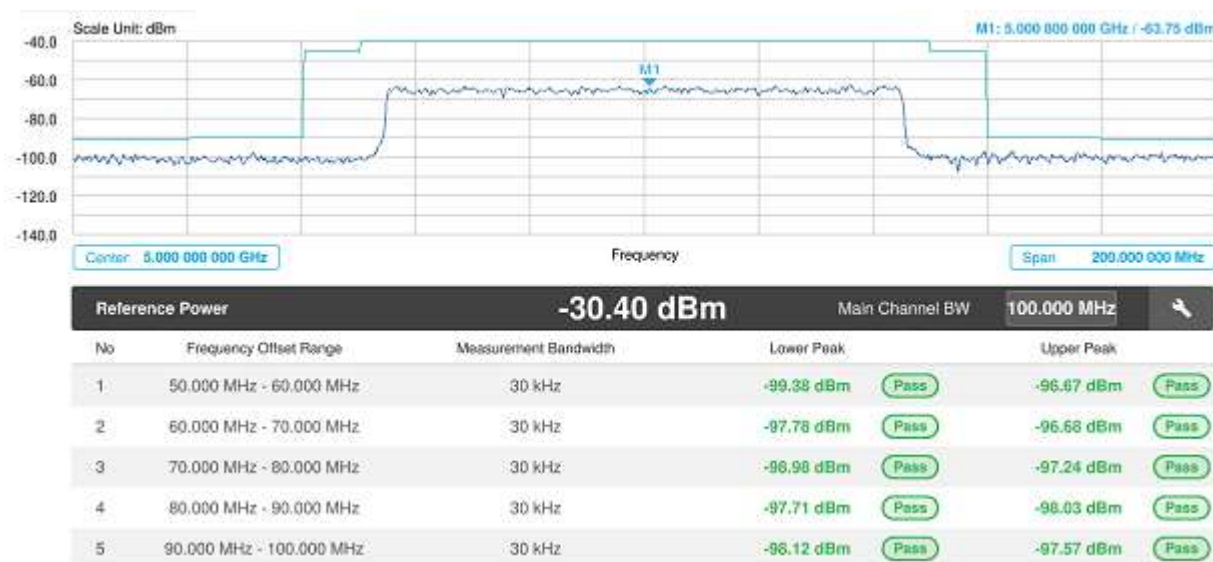 Scale Unit: dBm
M1: 5.000 000 000 GHz / -63.75 dBm
-40.0
M1
-60.0
-80.0
-100.0
-120.0
-140.0
Center 5.000 000 000 GHz
Frequency
Span 200.000 000 MHz
Reference Power -30.40 dBm Main Channel BW 100.000 MHz
No Frequency Offset Range Measurement Bandwidth Lower Peak Upper Peak
1 50.000 MHz - 60.000 MHz 30 kHz -99.38 dBm Pass -96.67 dBm Pass
2 60.000 MHz - 70.000 MHz 30 kHz -97.78 dBm Pass -96.68 dBm Pass
3 70.000 MHz - 80.000 MHz 30 kHz -96.98 dBm Pass -97.24 dBm Pass
4 80.000 MHz - 90.000 MHz 30 kHz -97.71 dBm Pass -98.03 dBm Pass
5 90.000 MHz - 100.000 MHz 30 kHz -96.12 dBm Pass -97.57 dBm Pass